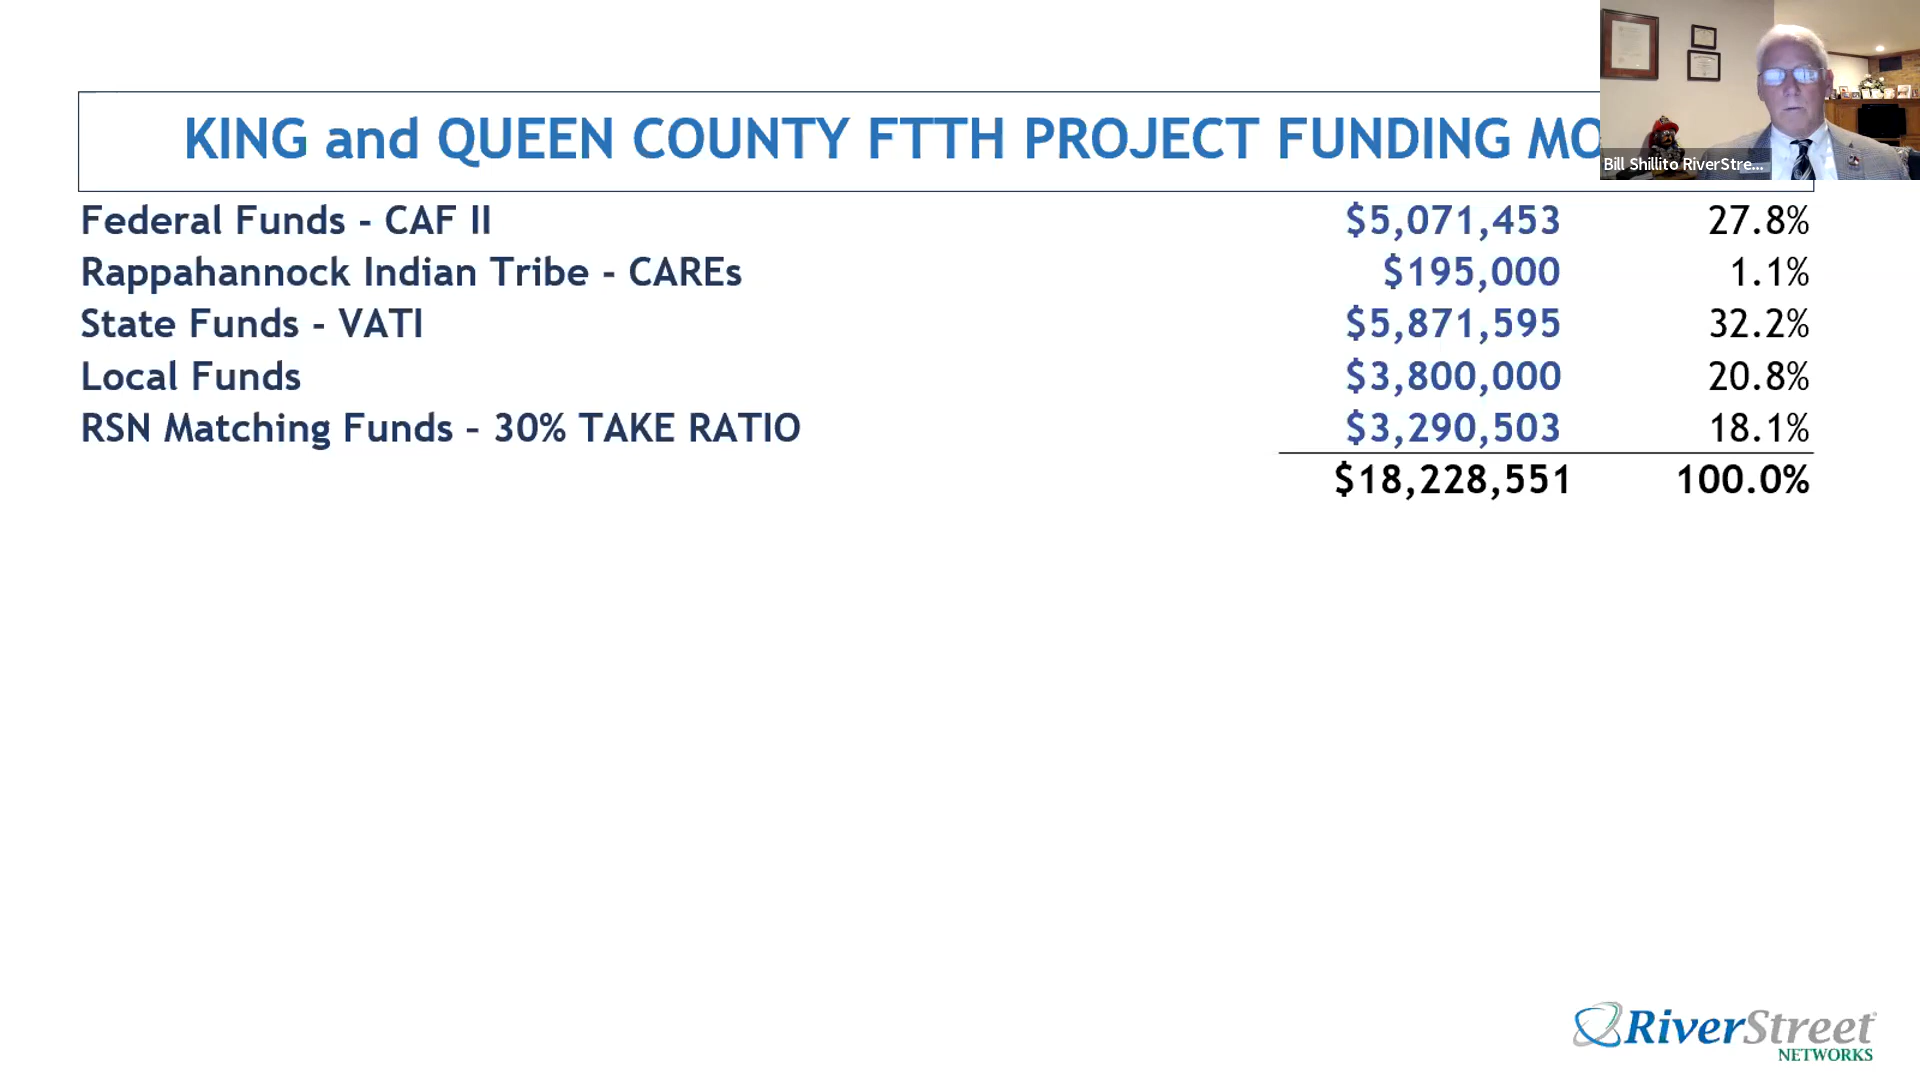 KING and QUEEN COUNTY FTTH PROJECT FUNDING MO
Bill Shillito RiverStre...
Federal Funds - CAF II $5,071,453 27.8%
Rappahannock Indian Tribe - CAREs $195,000 1.1%
State Funds - VATI $5,871,595 32.2%
Local Funds $3,800,000 20.8%
RSN Matching Funds – 30% TAKE RATIO $3,290,503 18.1%
$18,228,551 100.0%
RiverStreet
NETWORKS